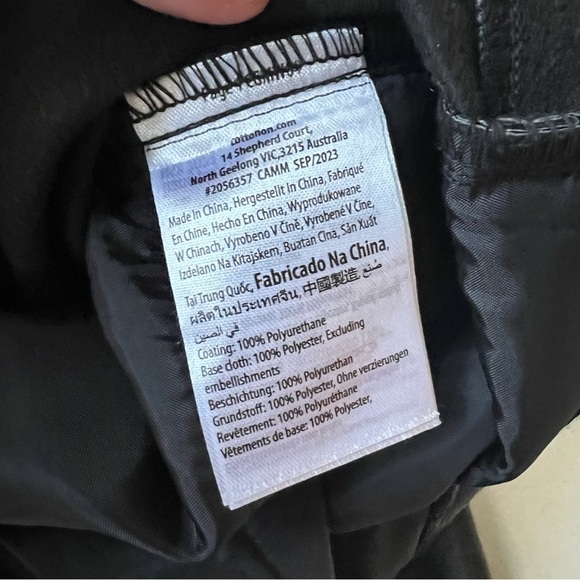 cottonon.com
14 Shepherd Court,
North Geelong VIC,3215 Australia
#2056357 CAMM SEP/2023
Made In China, Hergestellt In China, Fabriqué
En Chine, Hecho En China, Wyprodukowane
W Chinach, Vyrobeno V Číně, Vyrobené V Číne,
Izdelano Na Kitajskem, Buatan Cina, Sản Xuất
Tại Trung Quốc, Fabricado Na China,
ผลิตในประเทศจีน, 中國製造, صُنع
في الصين
Coating: 100% Polyurethane
Base cloth: 100% Polyester, Excluding
embellishments
Beschichtung: 100% Polyurethan
Grundstoff: 100% Polyester, Ohne verzierungen
Revêtement: 100% Polyuréthane
Vêtements de base: 100% Polyester,